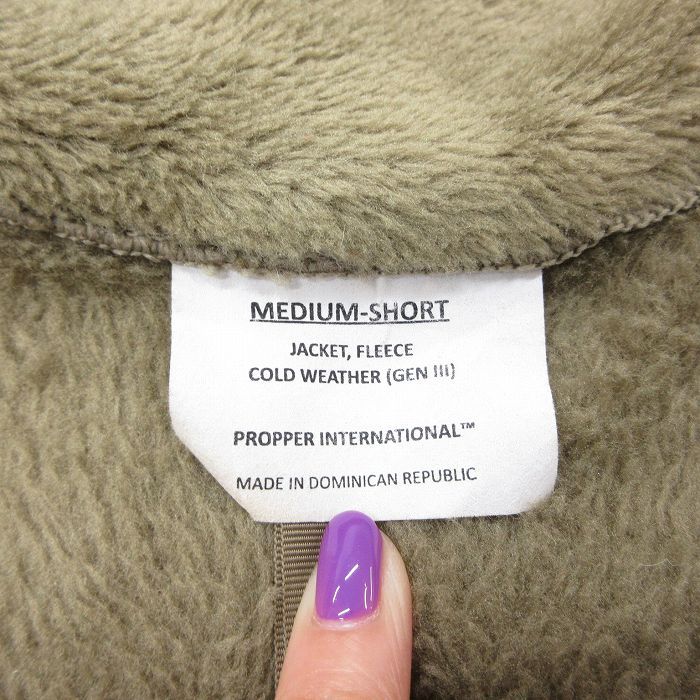 MEDIUM-SHORT
JACKET, FLEECE
COLD WEATHER (GEN III)
PROPPER INTERNATIONAL™
MADE IN DOMINICAN REPUBLIC